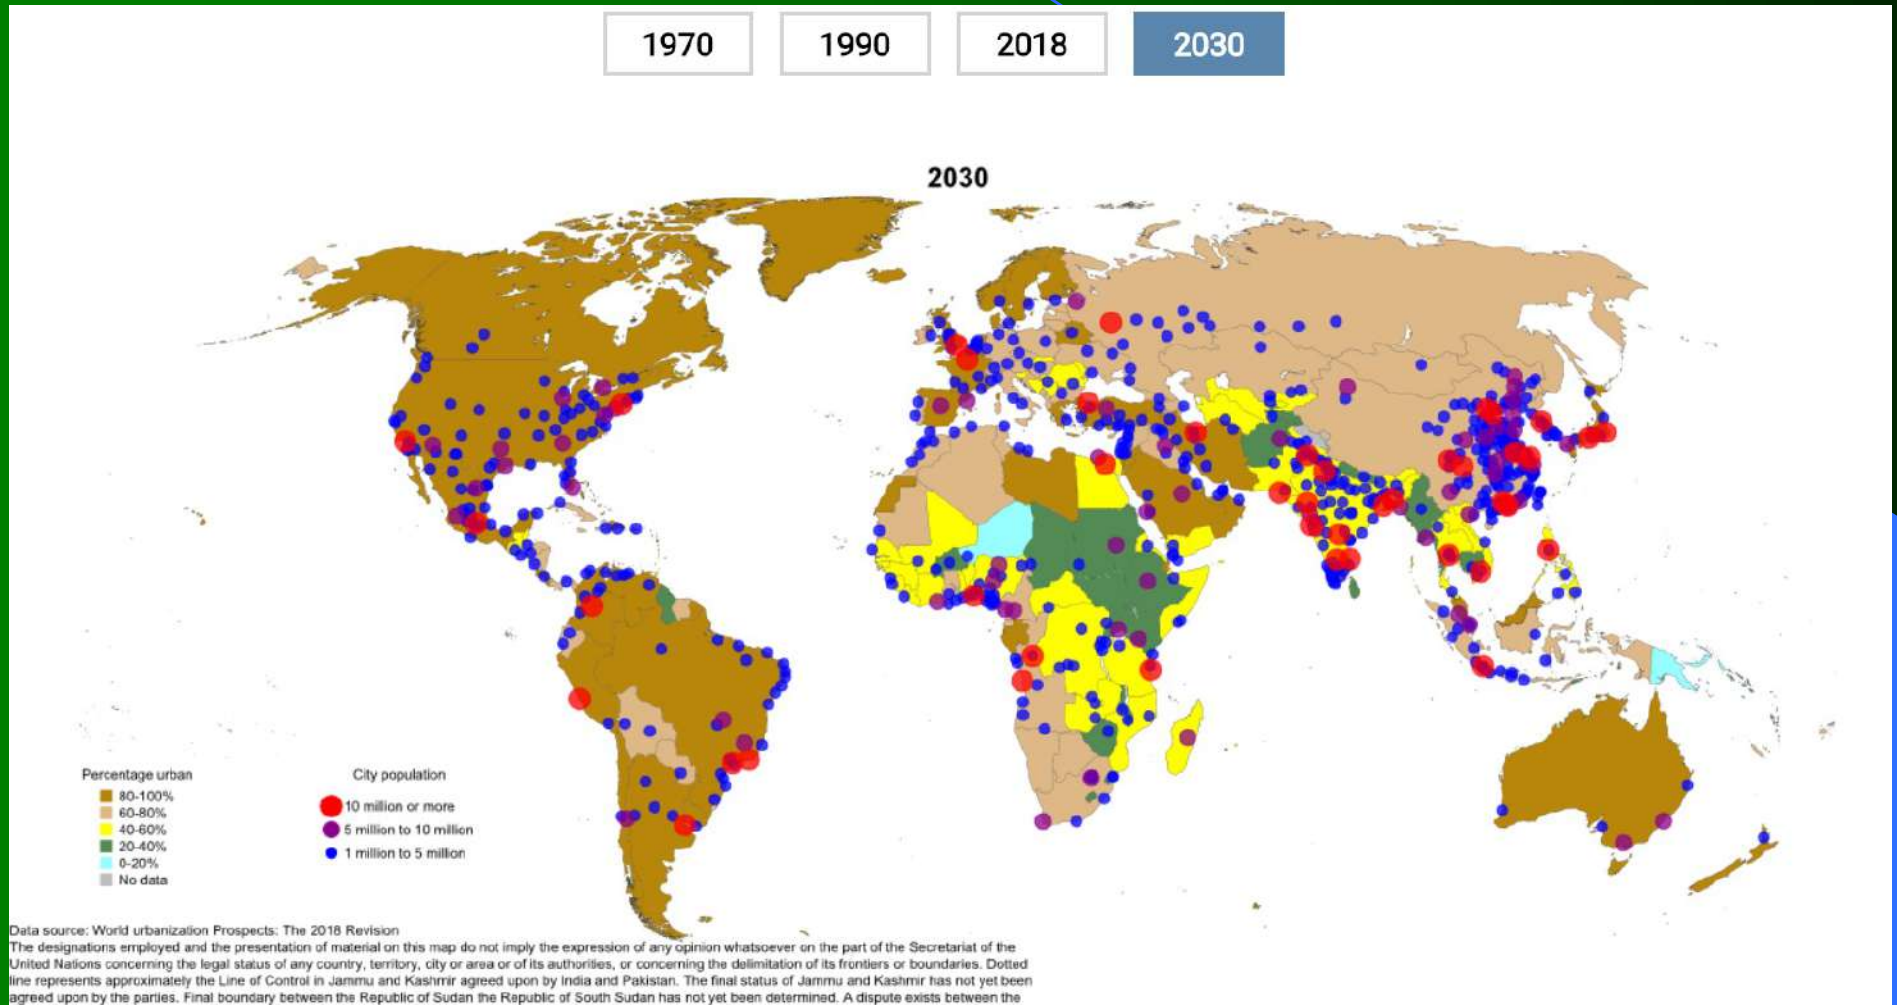 1970
1990
2018
2030
2030
Percentage urban
80-100%
60-80%
40-60%
20-40%
0-20%
No data
City population
10 million or more
5 million to 10 million
1 million to 5 million
Data source: World urbanization Prospects: The 2018 Revision
The designations employed and the presentation of material on this map do not imply the expression of any opinion whatsoever on the part of the Secretariat of the
United Nations concerning the legal status of any country, territory, city or area or of its authorities, or concerning the delimitation of its frontiers or boundaries. Dotted
line represents approximately the Line of Control in Jammu and Kashmir agreed upon by India and Pakistan. The final status of Jammu and Kashmir has not yet been
agreed upon by the parties. Final boundary between the Republic of Sudan the Republic of South Sudan has not yet been determined. A dispute exists between the